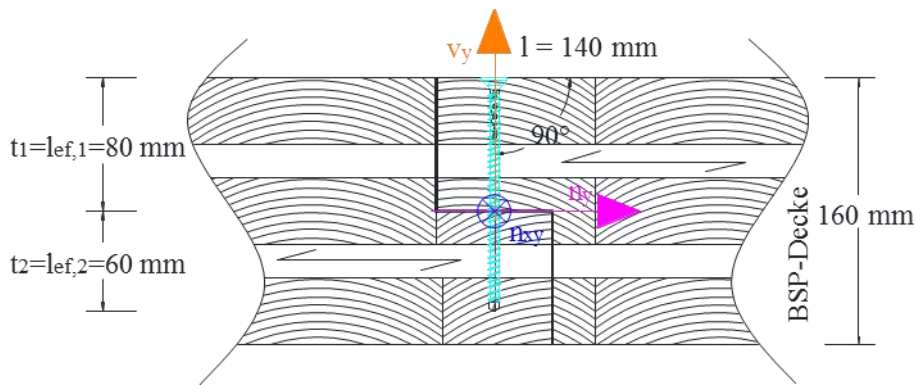 vy l = 140 mm
t1=lef,1=80 mm
90°
ny
nxy
t2=lef,2=60 mm
BSP-Decke
160 mm